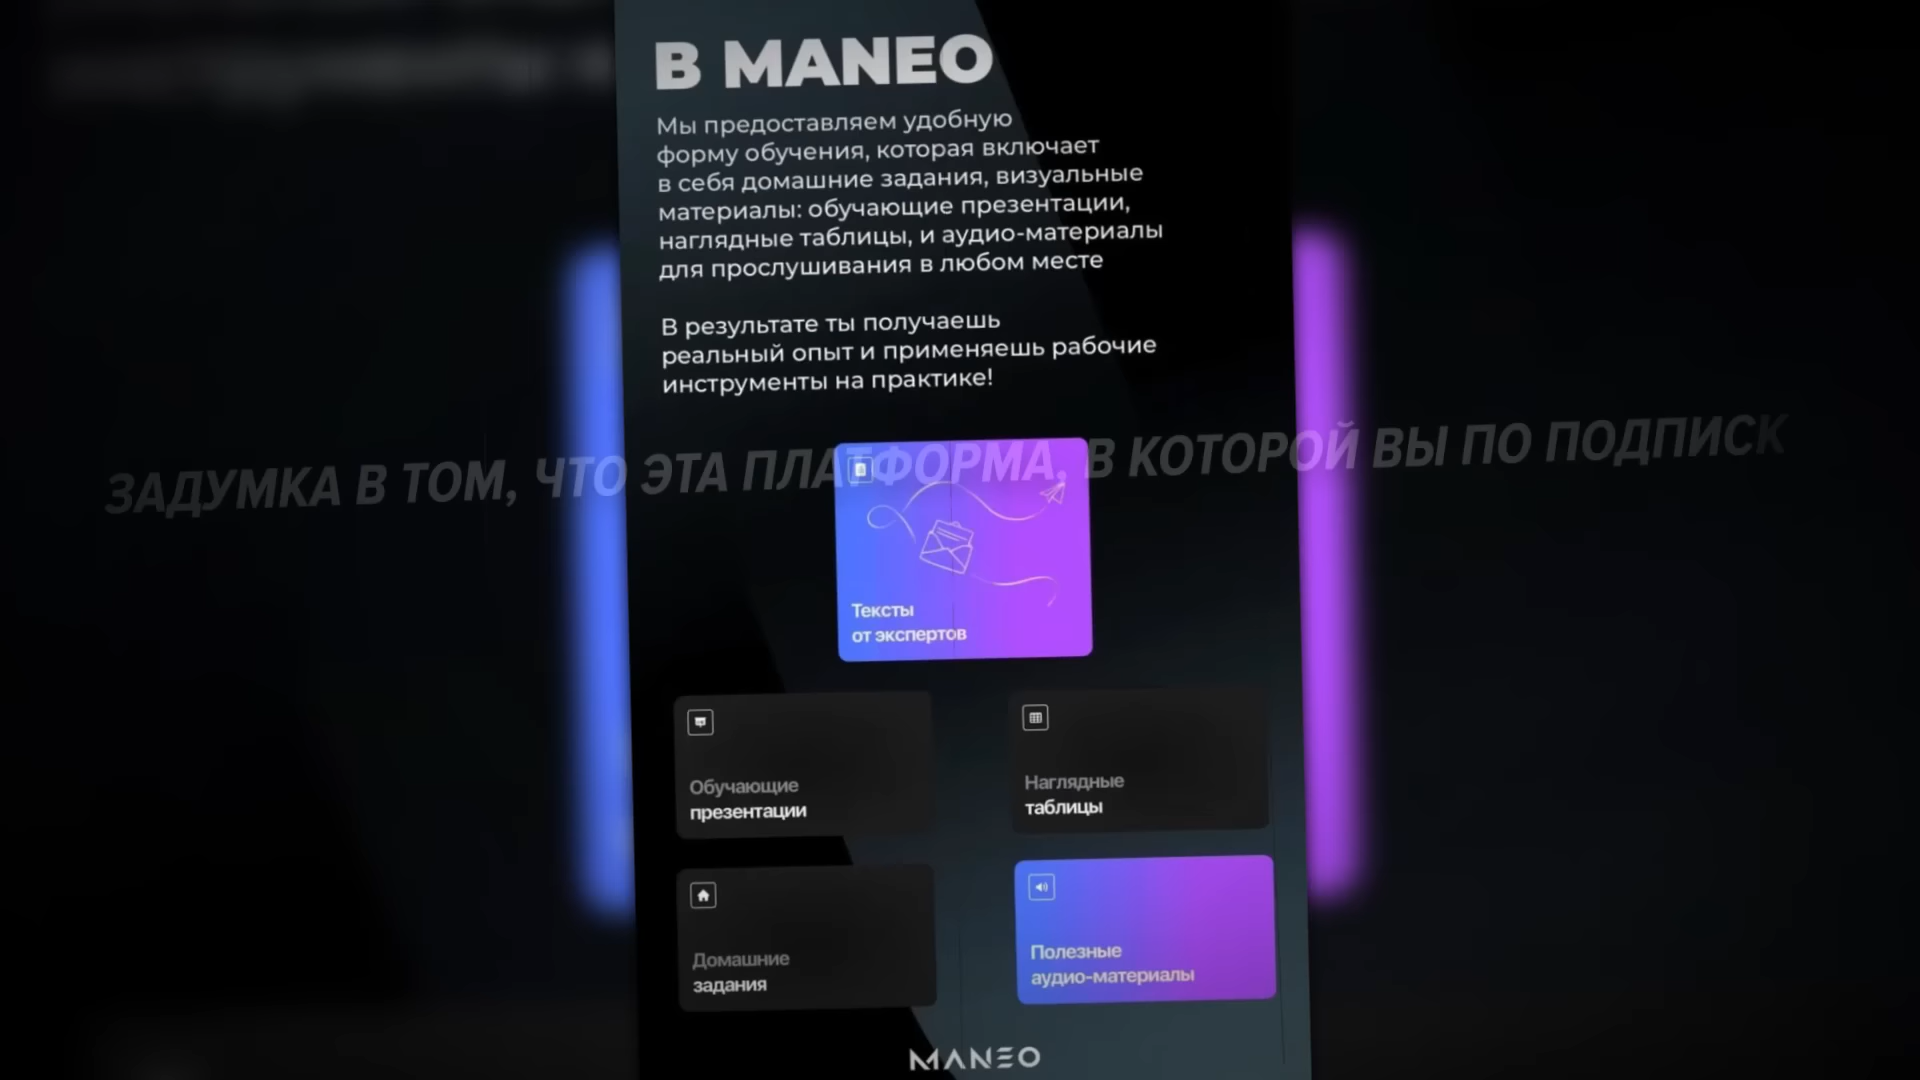 В MANEO
Мы предоставляем удобную
форму обучения, которая включает
в себя домашние задания, визуальные
материалы: обучающие презентации,
наглядные таблицы, и аудио-материалы
для прослушивания в любом месте
В результате ты получаешь
реальный опыт и применяешь рабочие
инструменты на практике!
ЗАДУМКА В ТОМ, ЧТО ЭТА ПЛАТФОРМА, В КОТОРОЙ ВЫ ПО ПОДПИСК
Тексты
от экспертов
Обучающие
презентации
Наглядные
таблицы
Домашние
задания
Полезные
аудио-материалы
MANEO